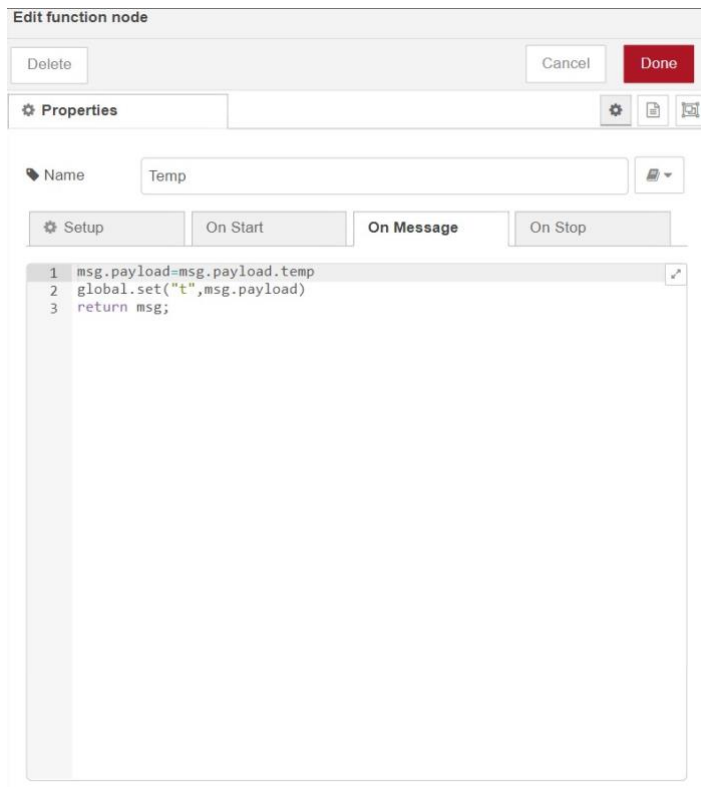 Edit function node
Delete
Cancel
Done
Properties
Name
Temp
Setup
On Start
On Message
On Stop
1 msg.payload=msg.payload.temp
2 global.set("t",msg.payload)
3 return msg;